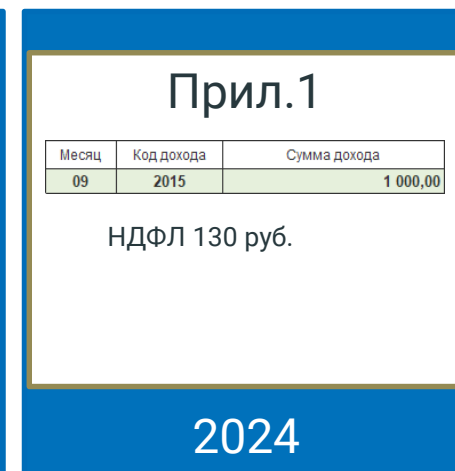 Прил.1
Месяц Код дохода Сумма дохода
09 2015 1 000,00
НДФЛ 130 руб.
2024